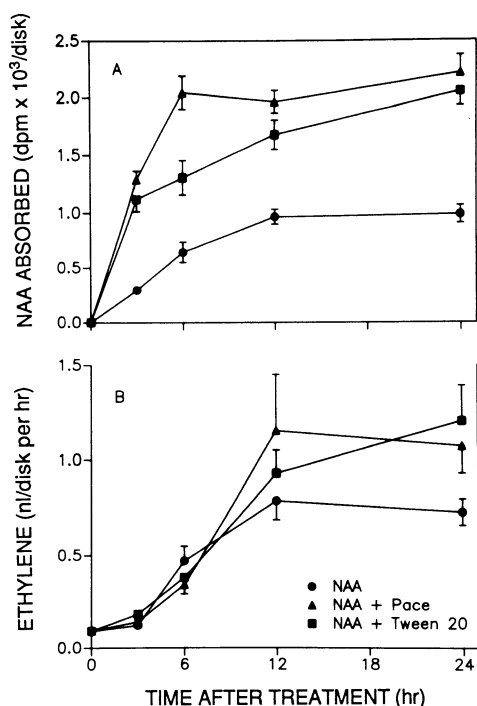 NAA ABSORBED (dpm x 10³/disk)
2.5
2.0
1.5
1.0
0.5
0.0
A
ETHYLENE (nl/disk per hr)
1.5
1.0
0.5
0.0
B
NAA
NAA + Pace
NAA + Tween 20
0
6
12
18
24
TIME AFTER TREATMENT (hr)